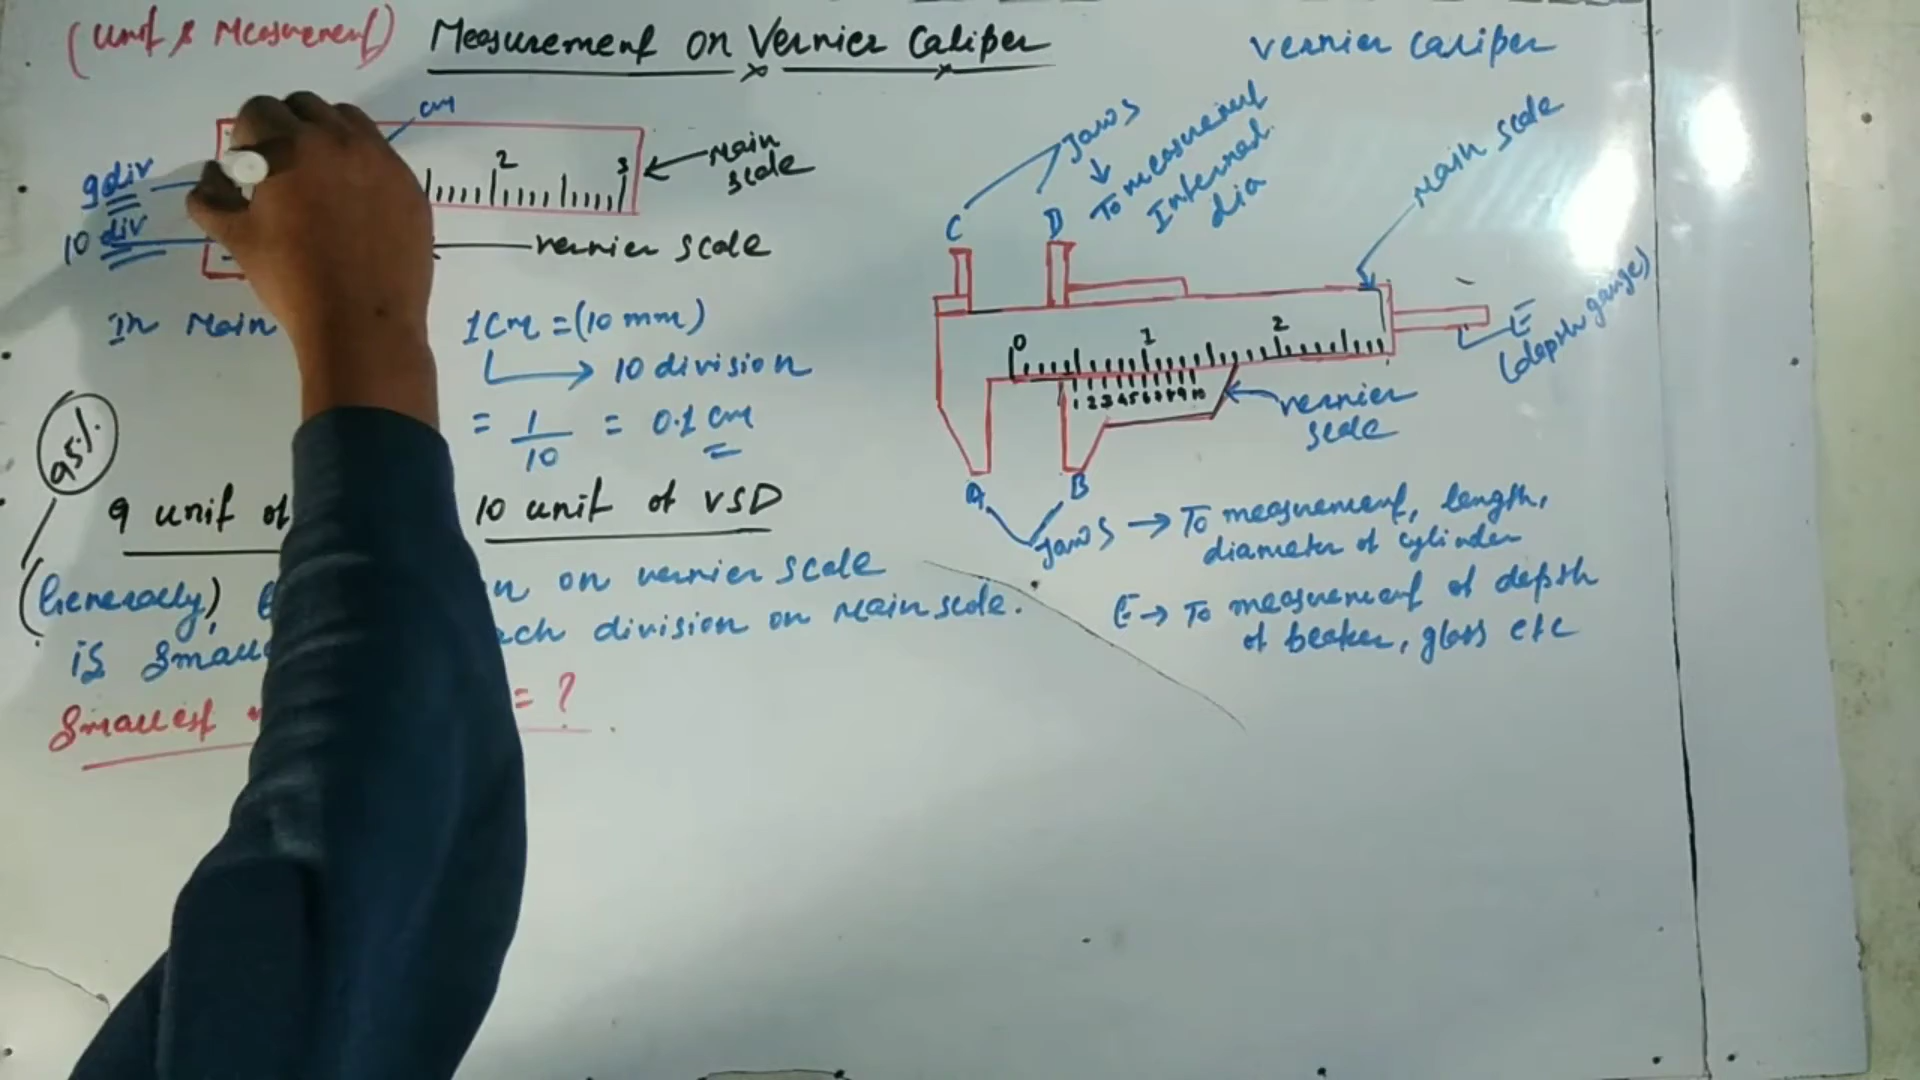 (Unit & Measurement) Measurement on Vernier Caliper
cm
9 div
10 div
2
3
main
scale
vernier scale
In main
1 cm = (10 mm)
10 division
= 1/10 = 0.1 cm
95%
9 unit of
10 unit of VSD
(Generally)
on vernier scale
is small
division on main scale.
Smallest
= ?
Vernier Caliper
Jaws
To measurement
Internal
dia
main scale
C
D
0
1
2
E
(depth gauge)
1 2 3 4 5 6 7 8 9 10
vernier
scale
A
B
Jaws → To measurement, length,
diameter of cylinder
E → To measurement of depth
of beaker, glass etc